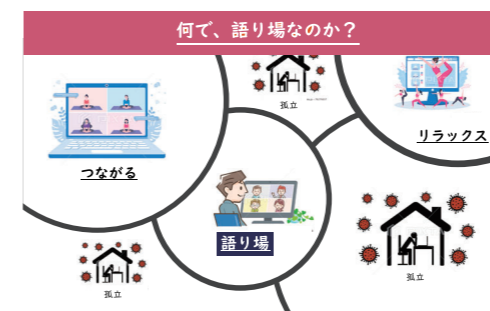 何で、語り場なのか？
孤立
リラックス
つながる
語り場
孤立
孤立